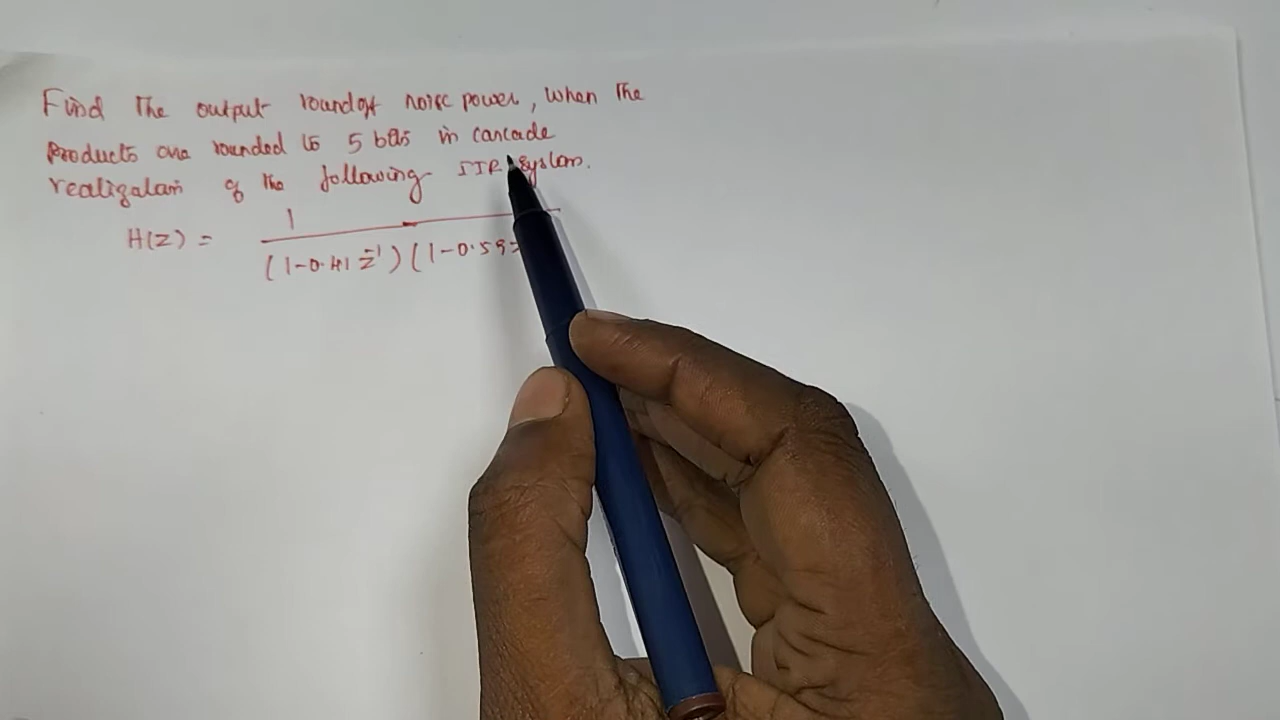 Find The output roundoff noise power, when The
products are rounded to 5 bits in cascade
realization of the following IIR system.
H(z) = 1
(1-0.41 z⁻¹) (1-0.59z